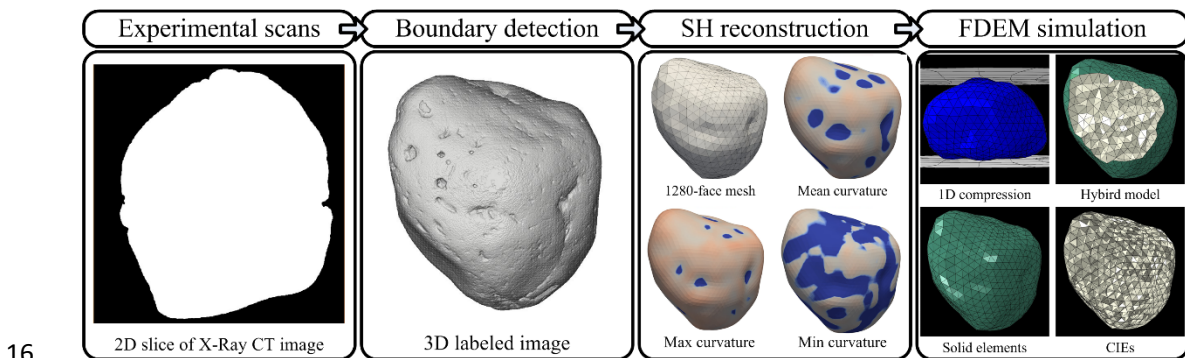 Experimental scans
Boundary detection
SH reconstruction
FDEM simulation
1280-face mesh
Mean curvature
1D compression
Hybird model
2D slice of X-Ray CT image
3D labeled image
Max curvature
Min curvature
Solid elements
CIEs
16